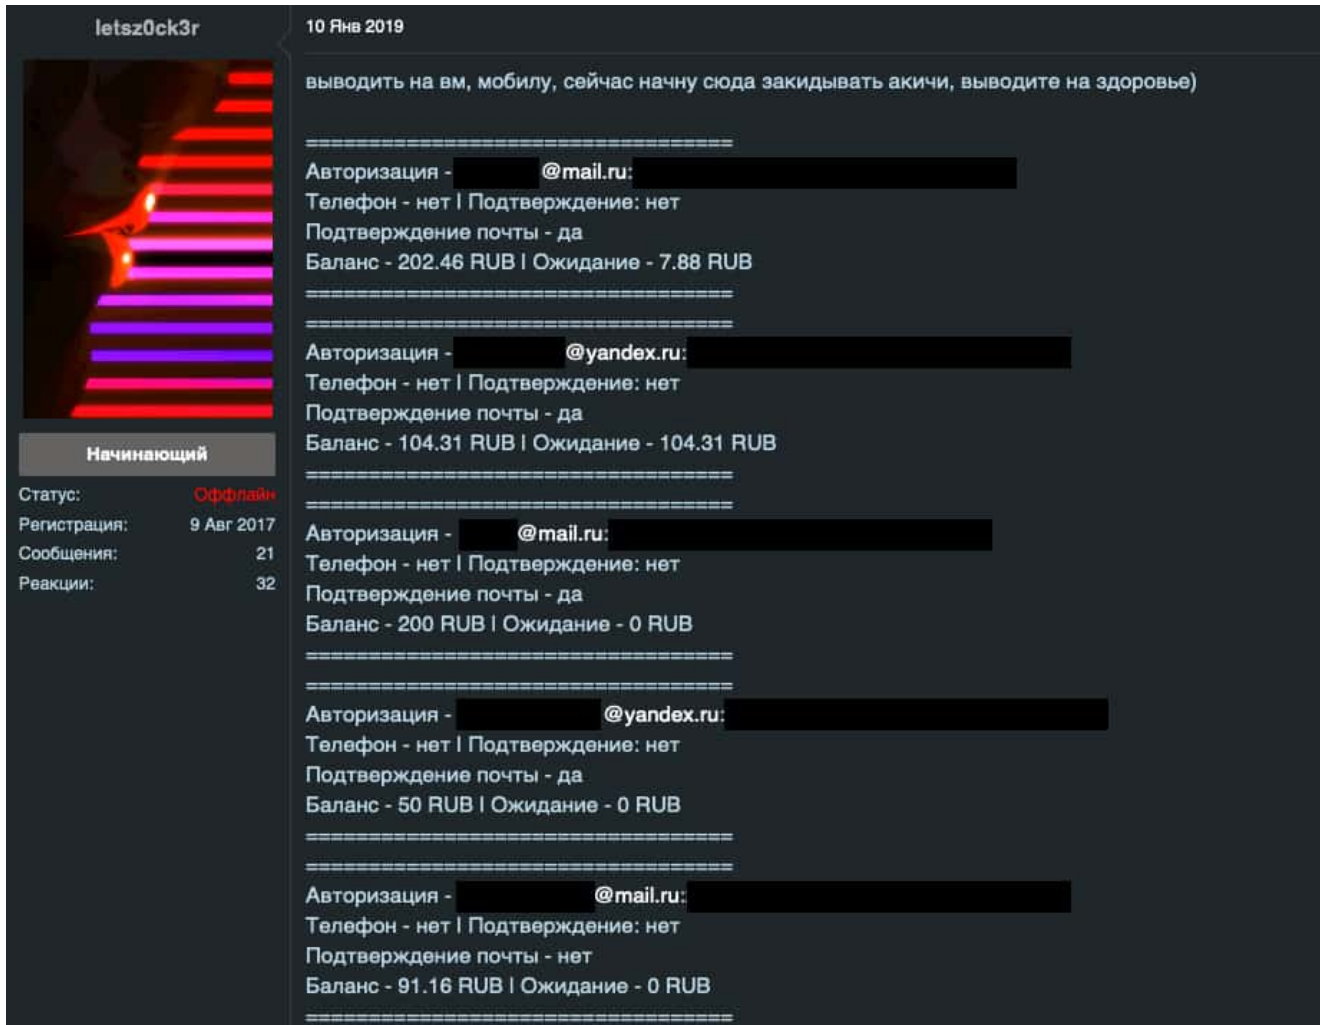 letsz0ck3r
Начинающий
Статус: Оффлайн
Регистрация: 9 Авг 2017
Сообщения: 21
Реакции: 32
10 Янв 2019
выводить на вм, мобилу, сейчас начну сюда закидывать акичи, выводите на здоровье)
===================================
Авторизация - @mail.ru:
Телефон - нет | Подтверждение: нет
Подтверждение почты - да
Баланс - 202.46 RUB | Ожидание - 7.88 RUB
===================================
===================================
Авторизация - @yandex.ru:
Телефон - нет | Подтверждение: нет
Подтверждение почты - да
Баланс - 104.31 RUB | Ожидание - 104.31 RUB
===================================
===================================
Авторизация - @mail.ru:
Телефон - нет | Подтверждение: нет
Подтверждение почты - да
Баланс - 200 RUB | Ожидание - 0 RUB
===================================
===================================
Авторизация - @yandex.ru:
Телефон - нет | Подтверждение: нет
Подтверждение почты - да
Баланс - 50 RUB | Ожидание - 0 RUB
===================================
===================================
Авторизация - @mail.ru:
Телефон - нет | Подтверждение: нет
Подтверждение почты - нет
Баланс - 91.16 RUB | Ожидание - 0 RUB
===================================